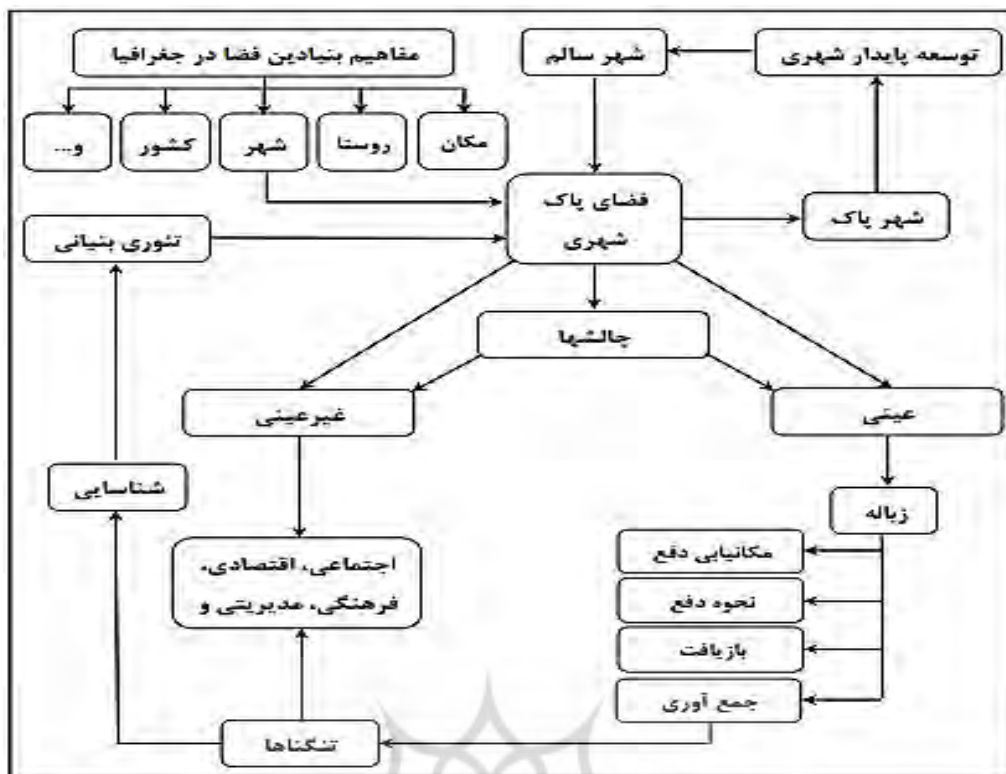 مفاهیم بنیادین فضا در جغرافیا
شهر سالم
توسعه پایدار شهری
مکان
روستا
شهر
کشور
و...
فضای پاک
شهری
شهر پاک
تئوری بنیانی
چالشها
غیرعینی
عینی
شناسایی
زباله
اجتماعی، اقتصادی،
فرهنگی، مدیریتی و
مکانیابی دفع
نحوه دفع
بازیافت
جمع آوری
تنگناها